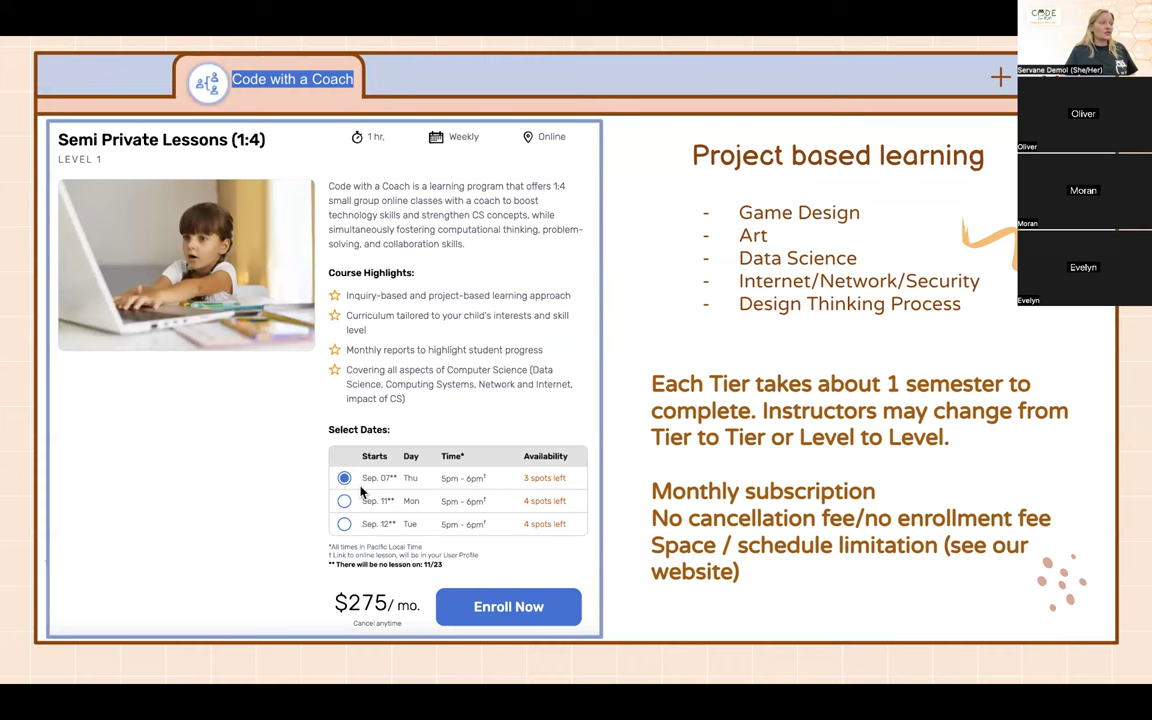 Code with a Coach
Semi Private Lessons (1:4)
LEVEL 1
1 hr,
Weekly
Online
Code with a Coach is a learning program that offers 1:4
small group online classes with a coach to boost
technology skills and strengthen CS concepts, while
simultaneously fostering computational thinking, problem-
solving, and collaboration skills.
Course Highlights:
Inquiry-based and project-based learning approach
Curriculum tailored to your child's interests and skill
level
Monthly reports to highlight student progress
Covering all aspects of Computer Science (Data
Science, Computing Systems, Network and Internet,
impact of CS)
Select Dates:
Starts Day Time* Availability
Sep. 07** Thu 5pm - 6pm† 3 spots left
Sep. 11** Mon 5pm - 6pm† 4 spots left
Sep. 12** Tue 5pm - 6pm† 4 spots left
*All times in Pacific Local Time
† Link to online lesson, will be in your User Profile
** There will be no lesson on: 11/23
$275/ mo.
Cancel anytime
Enroll Now
Project based learning
- Game Design
- Art
- Data Science
- Internet/Network/Security
- Design Thinking Process
Each Tier takes about 1 semester to
complete. Instructors may change from
Tier to Tier or Level to Level.
Monthly subscription
No cancellation fee/no enrollment fee
Space / schedule limitation (see our
website)
CODE
for FUN
Servane Demol (She/Her)
Oliver
Oliver
Moran
Moran
Evelyn
Evelyn